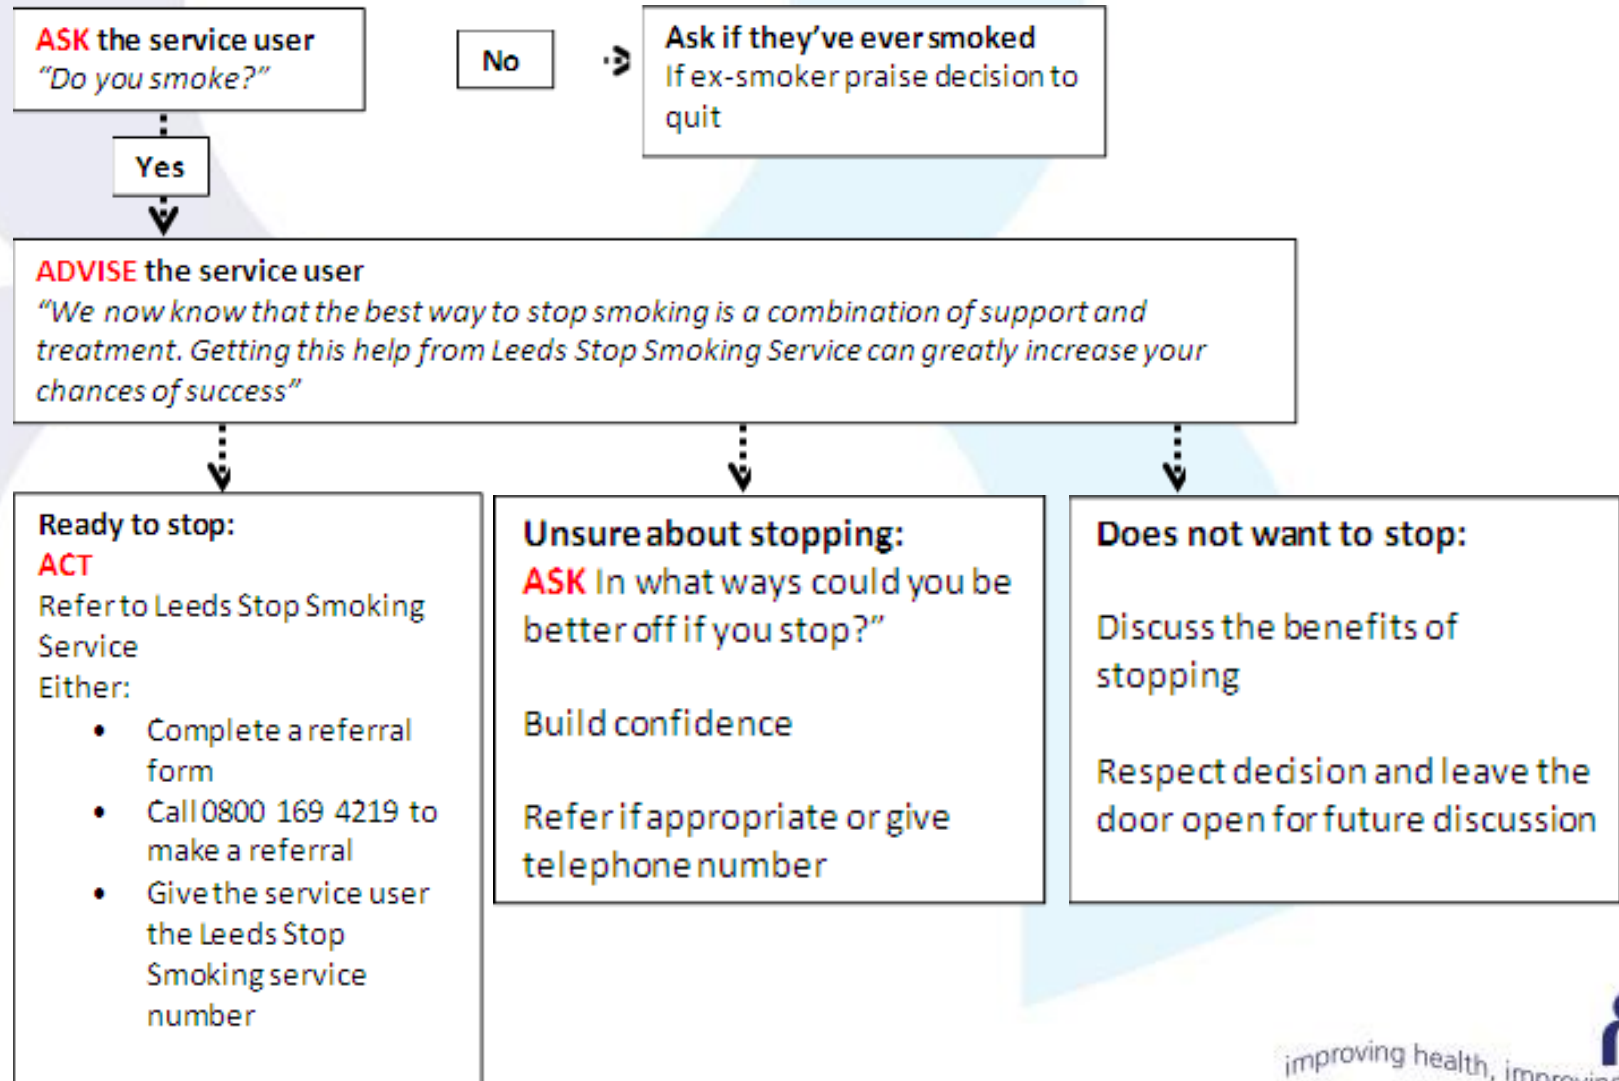 ASK the service user
“Do you smoke?”
No
Ask if they’ve ever smoked
If ex-smoker praise decision to
quit
Yes
ADVISE the service user
“We now know that the best way to stop smoking is a combination of support and
treatment. Getting this help from Leeds Stop Smoking Service can greatly increase your
chances of success”
Ready to stop:
ACT
Refer to Leeds Stop Smoking
Service
Either:
• Complete a referral
form
• Call 0800 169 4219 to
make a referral
• Give the service user
the Leeds Stop
Smoking service
number
Unsure about stopping:
ASK In what ways could you be
better off if you stop?”
Build confidence
Refer if appropriate or give
telephone number
Does not want to stop:
Discuss the benefits of
stopping
Respect decision and leave the
door open for future discussion
improving health,